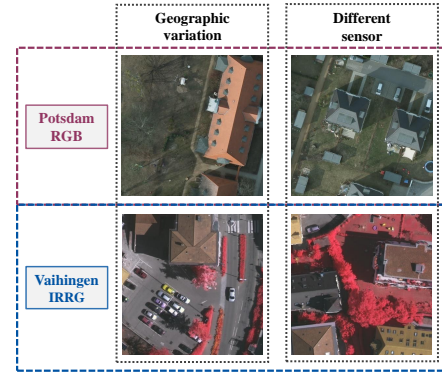 Geographic
variation
Different
sensor
Potsdam
RGB
Vaihingen
IRRG